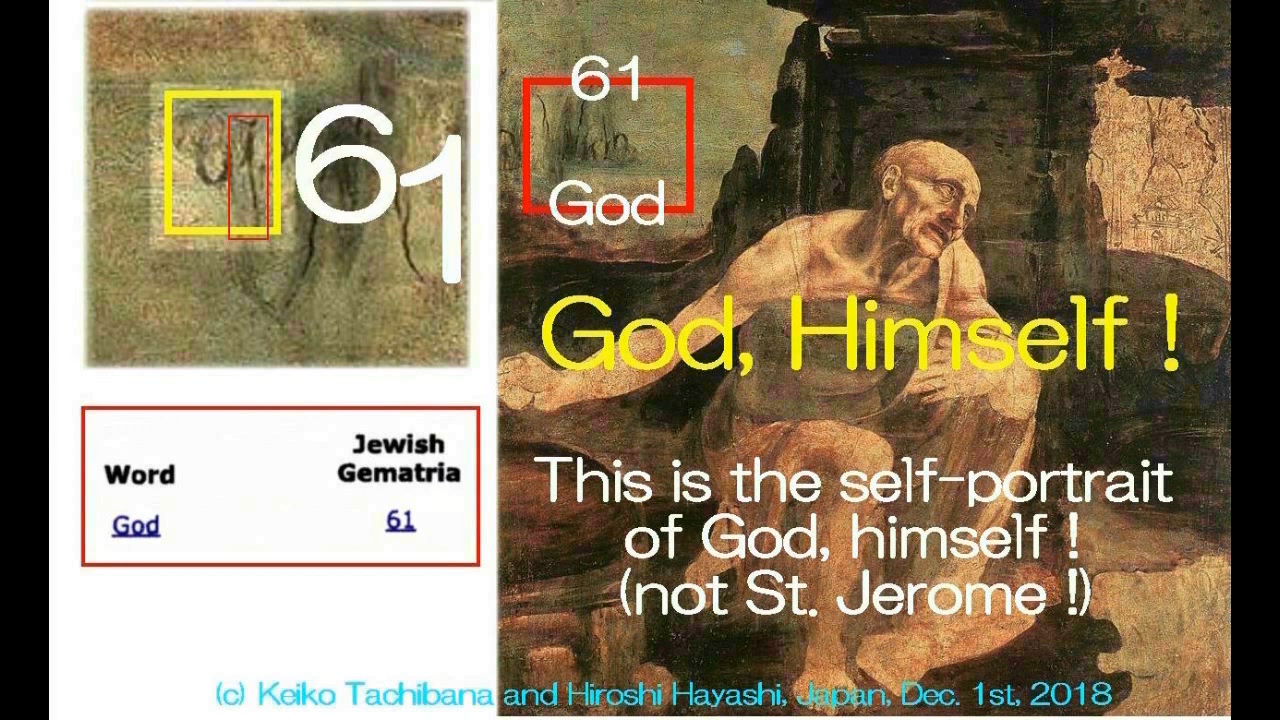 61
61
God
God, Himself !
Word
Jewish
Gematria
God
61
This is the self-portrait
of God, himself !
(not St. Jerome !)
(c) Keiko Tachibana and Hiroshi Hayashi, Japan, Dec. 1st, 2018